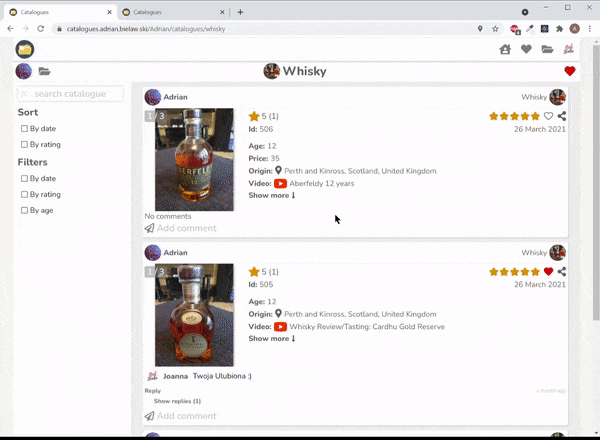 Catalogues
Catalogues
catalogues.adrian.bielaw.ski/Adrian/catalogues/whisky
Whisky
search catalogue
Sort
By date
By rating
Filters
By date
By rating
By age
Adrian
Whisky
1 / 3
5 (1)
Id: 506
26 March 2021
Age: 12
Price: 35
Origin: Perth and Kinross, Scotland, United Kingdom
Video: Aberfeldy 12 years
Show more
No comments
Add comment
Adrian
Whisky
1 / 3
5 (1)
Id: 505
26 March 2021
Age: 12
Origin: Perth and Kinross, Scotland, United Kingdom
Video: Whisky Review/Tasting: Cardhu Gold Reserve
Show more
Joanna Twoja Ulubiona :)
Reply
Show replies (1)
Add comment